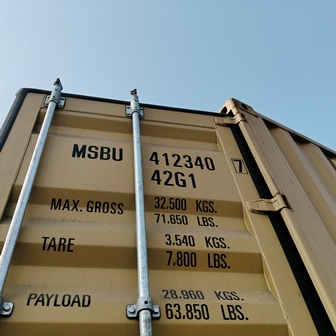 MSBU 412340 7
42G1
MAX. GROSS 32.500 KGS.
71.650 LBS.
TARE 3.540 KGS.
7,800 LBS.
PAYLOAD 28.960 KGS.
63.850 LBS.